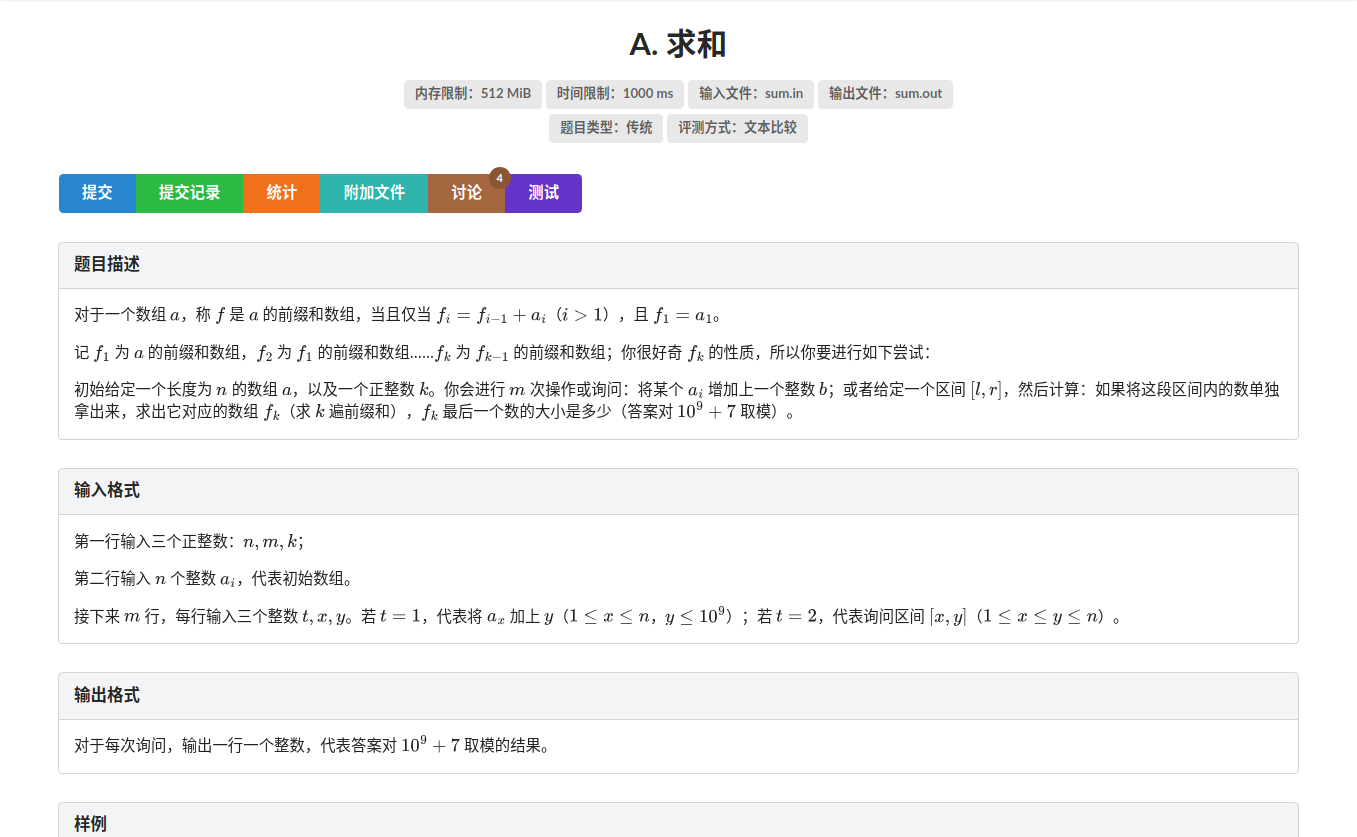 A. 求和
内存限制：512 MiB 时间限制：1000 ms 输入文件：sum.in 输出文件：sum.out
题目类型：传统 评测方式：文本比较
提交 提交记录 统计 附加文件 讨论 4 测试
题目描述
对于一个数组 a，称 f 是 a 的前缀和数组，当且仅当 f_i = f_{i−1} + a_i（i > 1），且 f_1 = a_1。
记 f_1 为 a 的前缀和数组，f_2 为 f_1 的前缀和数组……f_k 为 f_{k−1} 的前缀和数组；你很好奇 f_k 的性质，所以你要进行如下尝试：
初始给定一个长度为 n 的数组 a，以及一个正整数 k。你会进行 m 次操作或询问：将某个 a_i 增加上一个整数 b；或者给定一个区间 [l, r]，然后计算：如果将这段区间内的数单独
拿出来，求出它对应的数组 f_k（求 k 遍前缀和），f_k 最后一个数的大小是多少（答案对 10^9 + 7 取模）。
输入格式
第一行输入三个正整数：n, m, k；
第二行输入 n 个整数 a_i，代表初始数组。
接下来 m 行，每行输入三个整数 t, x, y。若 t = 1，代表将 a_x 加上 y（1 ≤ x ≤ n，y ≤ 10^9）；若 t = 2，代表询问区间 [x, y]（1 ≤ x ≤ y ≤ n）。
输出格式
对于每次询问，输出一行一个整数，代表答案对 10^9 + 7 取模的结果。
样例